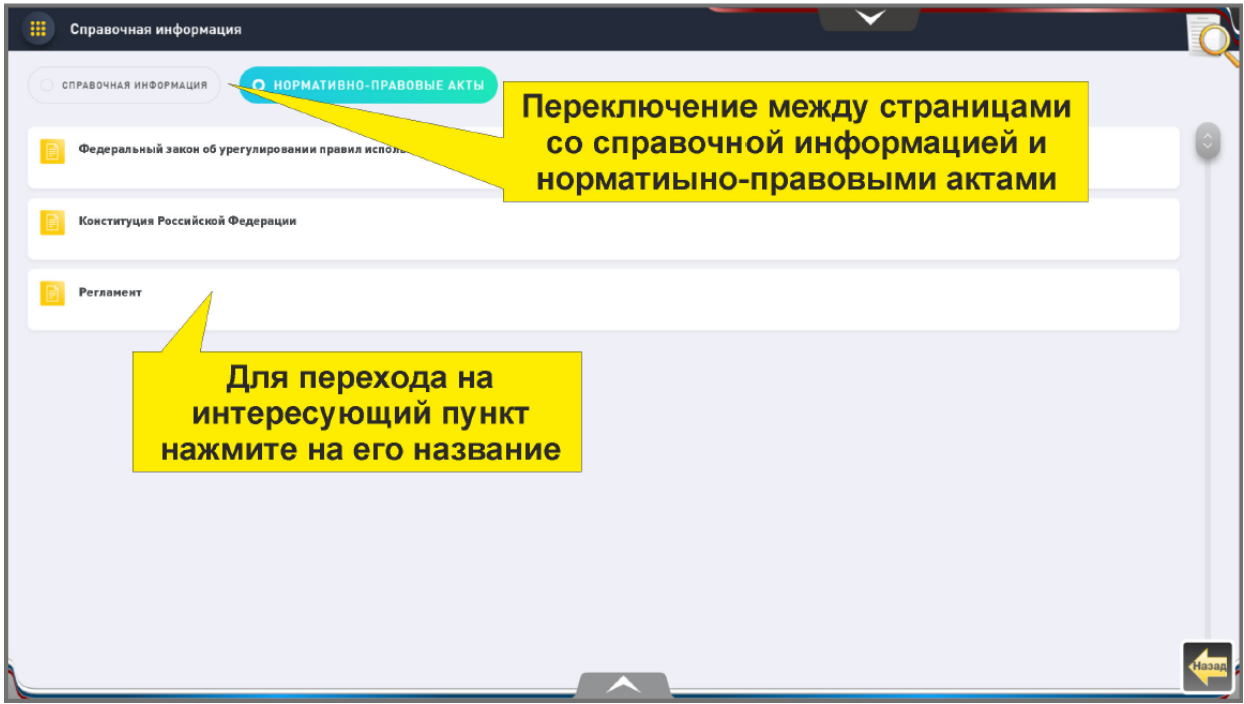 Справочная информация
СПРАВОЧНАЯ ИНФОРМАЦИЯ
НОРМАТИВНО-ПРАВОВЫЕ АКТЫ
Переключение между страницами
со справочной информацией и
норматиыно-правовыми актами
Федеральный закон об урегулировании правил
Конституция Российской Федерации
Регламент
Для перехода на
интересующий пункт
нажмите на его название
Назад